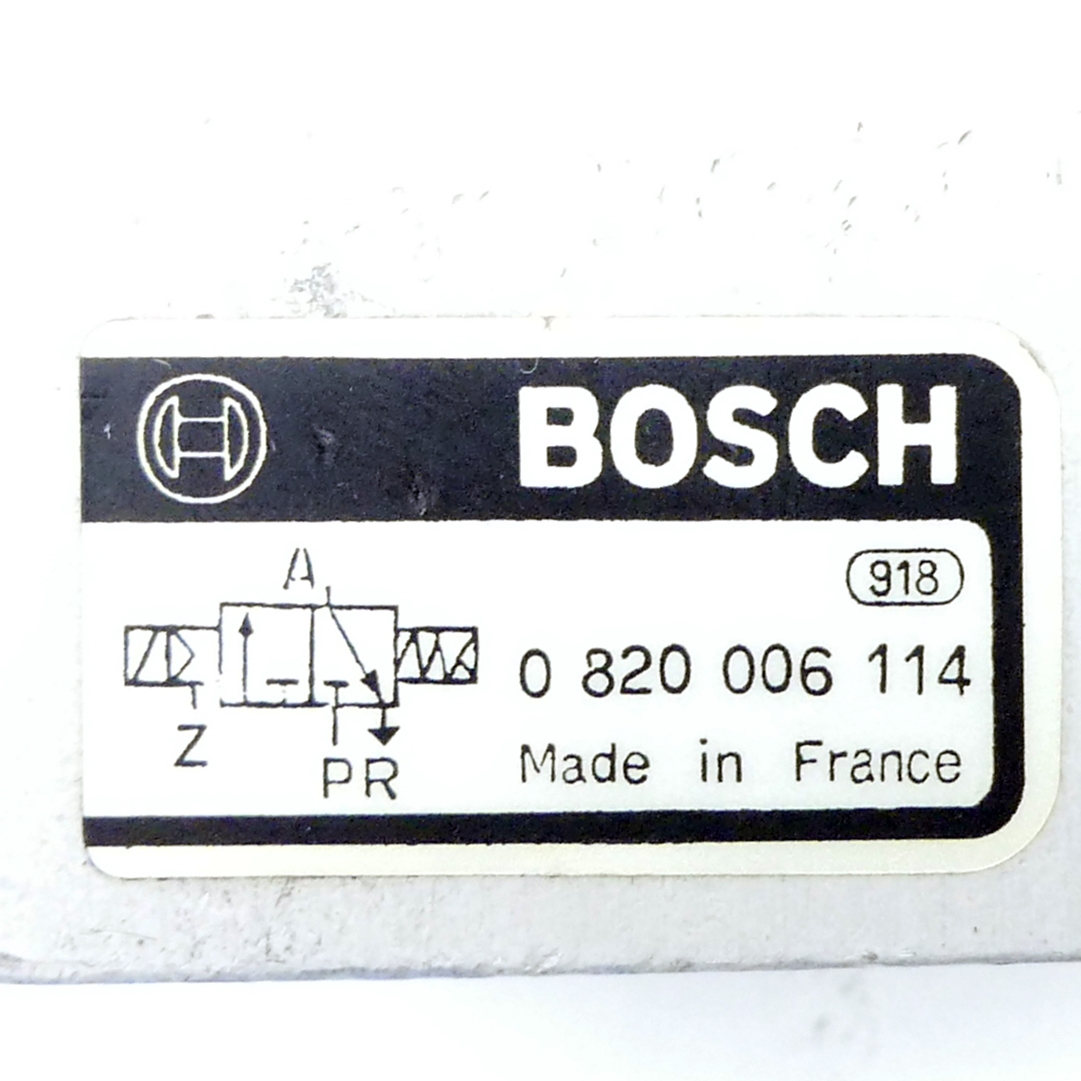 BOSCH
918
A
0 820 006 114
Z
Made in France
PR